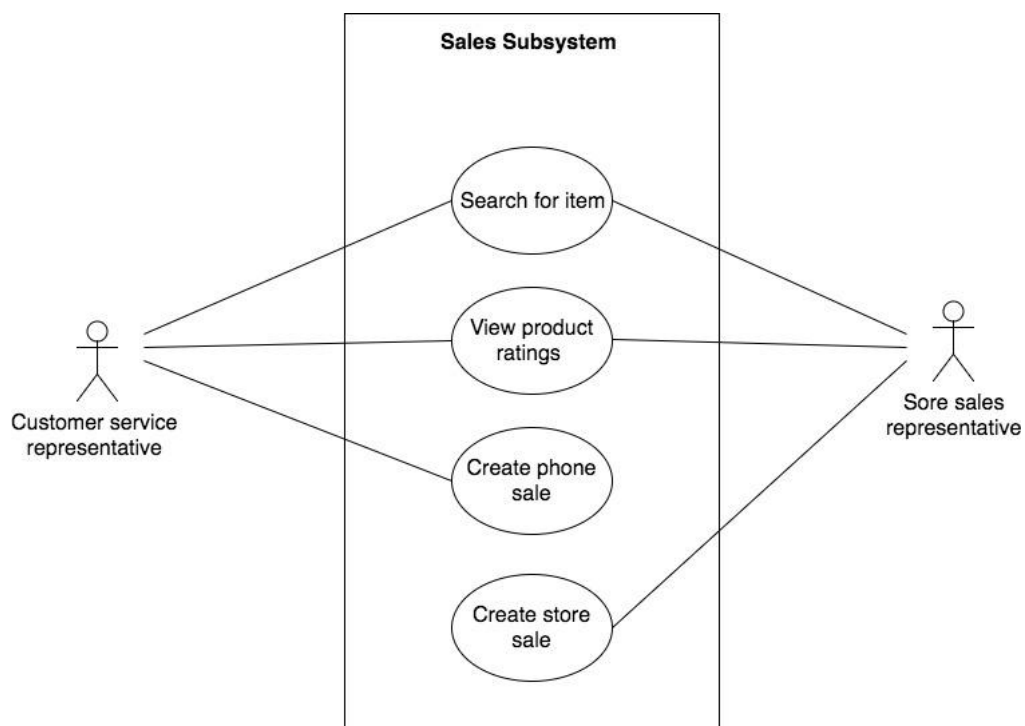 Sales Subsystem
Search for item
View product
ratings
Customer service
representative
Sore sales
representative
Create phone
sale
Create store
sale